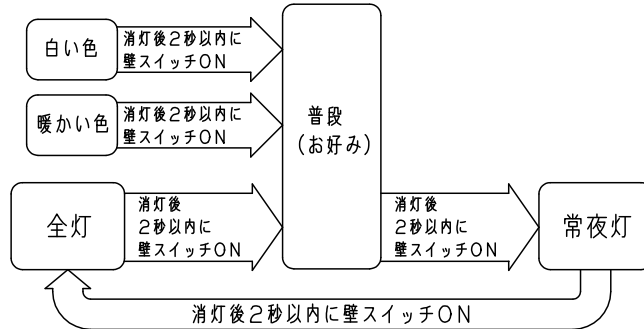 白い色
消灯後2秒以内に
壁スイッチON
暖かい色
消灯後2秒以内に
壁スイッチON
普段
(お好み)
全灯
消灯後
2秒以内に
壁スイッチON
消灯後
2秒以内に
壁スイッチON
常夜灯
消灯後2秒以内に壁スイッチON